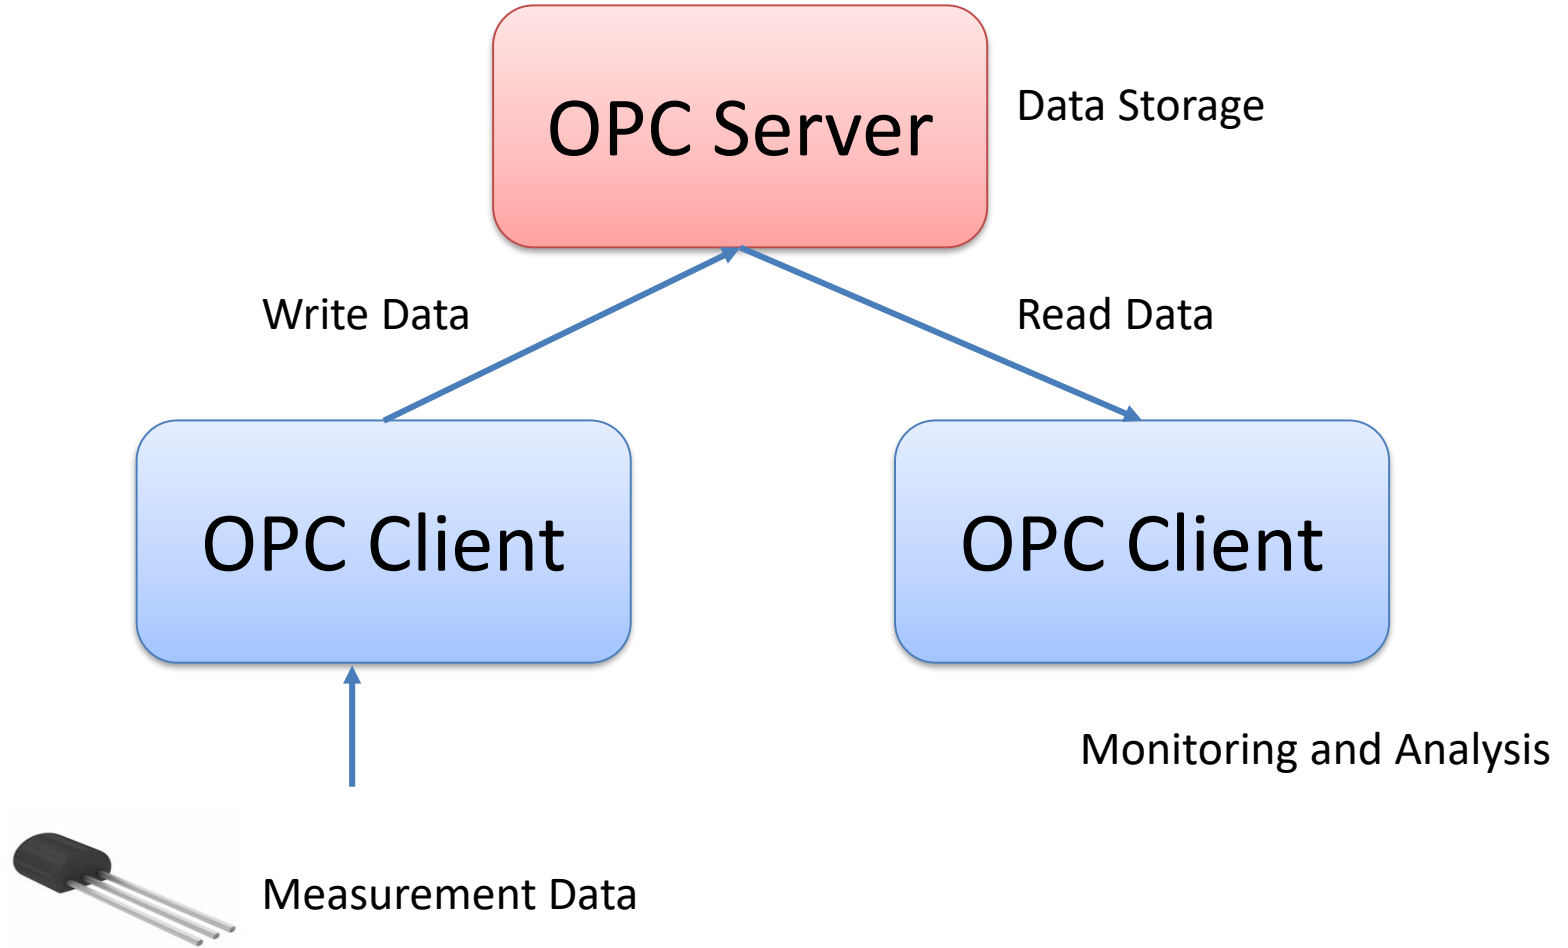 OPC Server
Data Storage
Write Data
Read Data
OPC Client
OPC Client
Monitoring and Analysis
Measurement Data